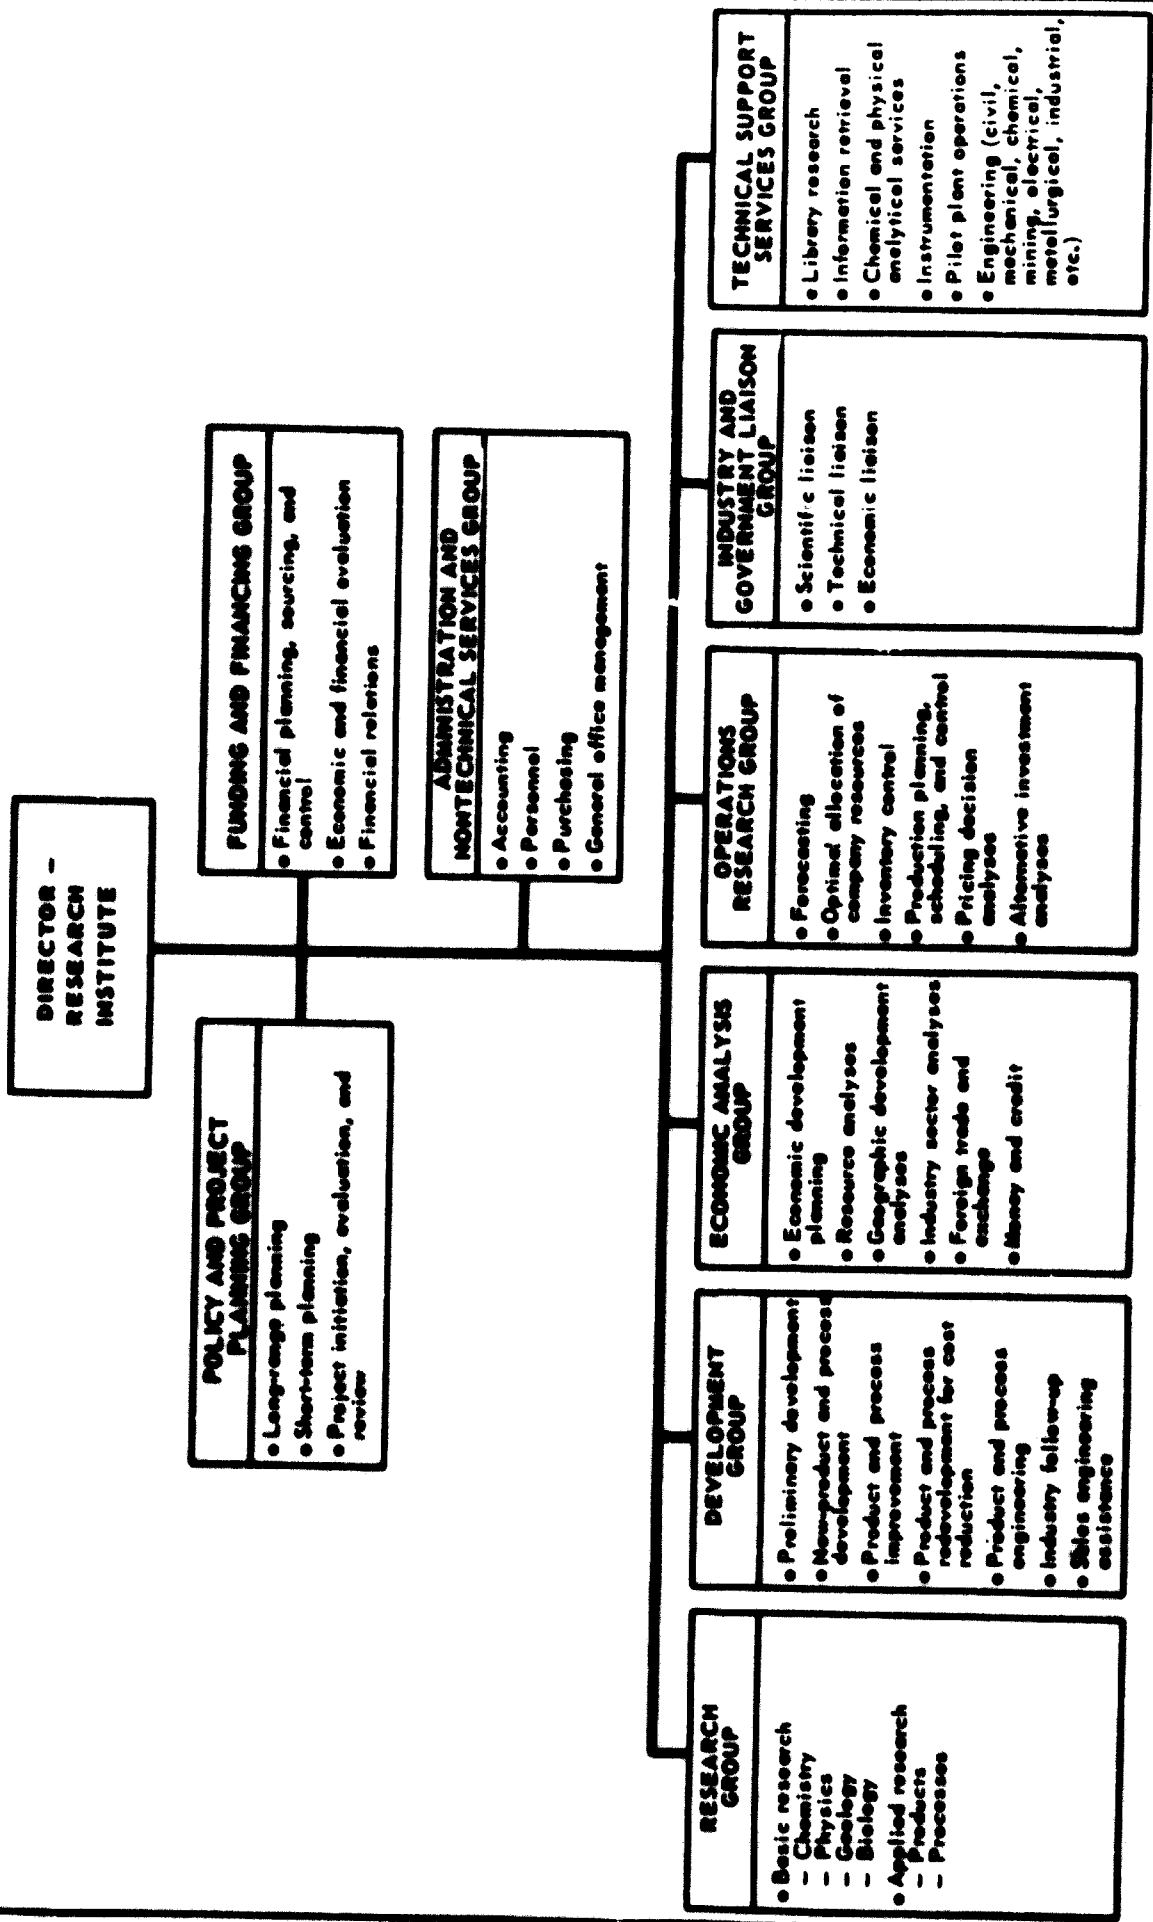 DIRECTOR –
RESEARCH
INSTITUTE
POLICY AND PROJECT
PLANNING GROUP
● Long-range planning
● Short-term planning
● Project initiation, evaluation, and
review
FUNDING AND FINANCING GROUP
● Financial planning, sourcing, and
control
● Economic and financial evaluation
● Financial relations
ADMINISTRATION AND
NONTECHNICAL SERVICES GROUP
● Accounting
● Personnel
● Purchasing
● General office management
RESEARCH
GROUP
● Basic research
– Chemistry
– Physics
– Geology
– Biology
● Applied research
– Products
– Processes
DEVELOPMENT
GROUP
● Preliminary development
● New-product and process
development
● Product and process
improvement
● Product and process
redevelopment for cost
reduction
● Product and process
engineering
● Industry follow-up
● Sales engineering
assistance
ECONOMIC ANALYSIS
GROUP
● Economic development
planning
● Resource analyses
● Geographic development
analyses
● Industry sector analyses
● Foreign trade and
exchange
● Money and credit
OPERATIONS
RESEARCH GROUP
● Forecasting
● Optimal allocation of
company resources
● Inventory control
● Production planning,
scheduling, and control
● Pricing decision
analyses
● Alternative investment
analyses
INDUSTRY AND
GOVERNMENT LIAISON
GROUP
● Scientific liaison
● Technical liaison
● Economic liaison
TECHNICAL SUPPORT
SERVICES GROUP
● Library research
● Information retrieval
● Chemical and physical
analytical services
● Instrumentation
● Pilot plant operations
● Engineering (civil,
mechanical, chemical,
mining, electrical,
metallurgical, industrial,
etc.)